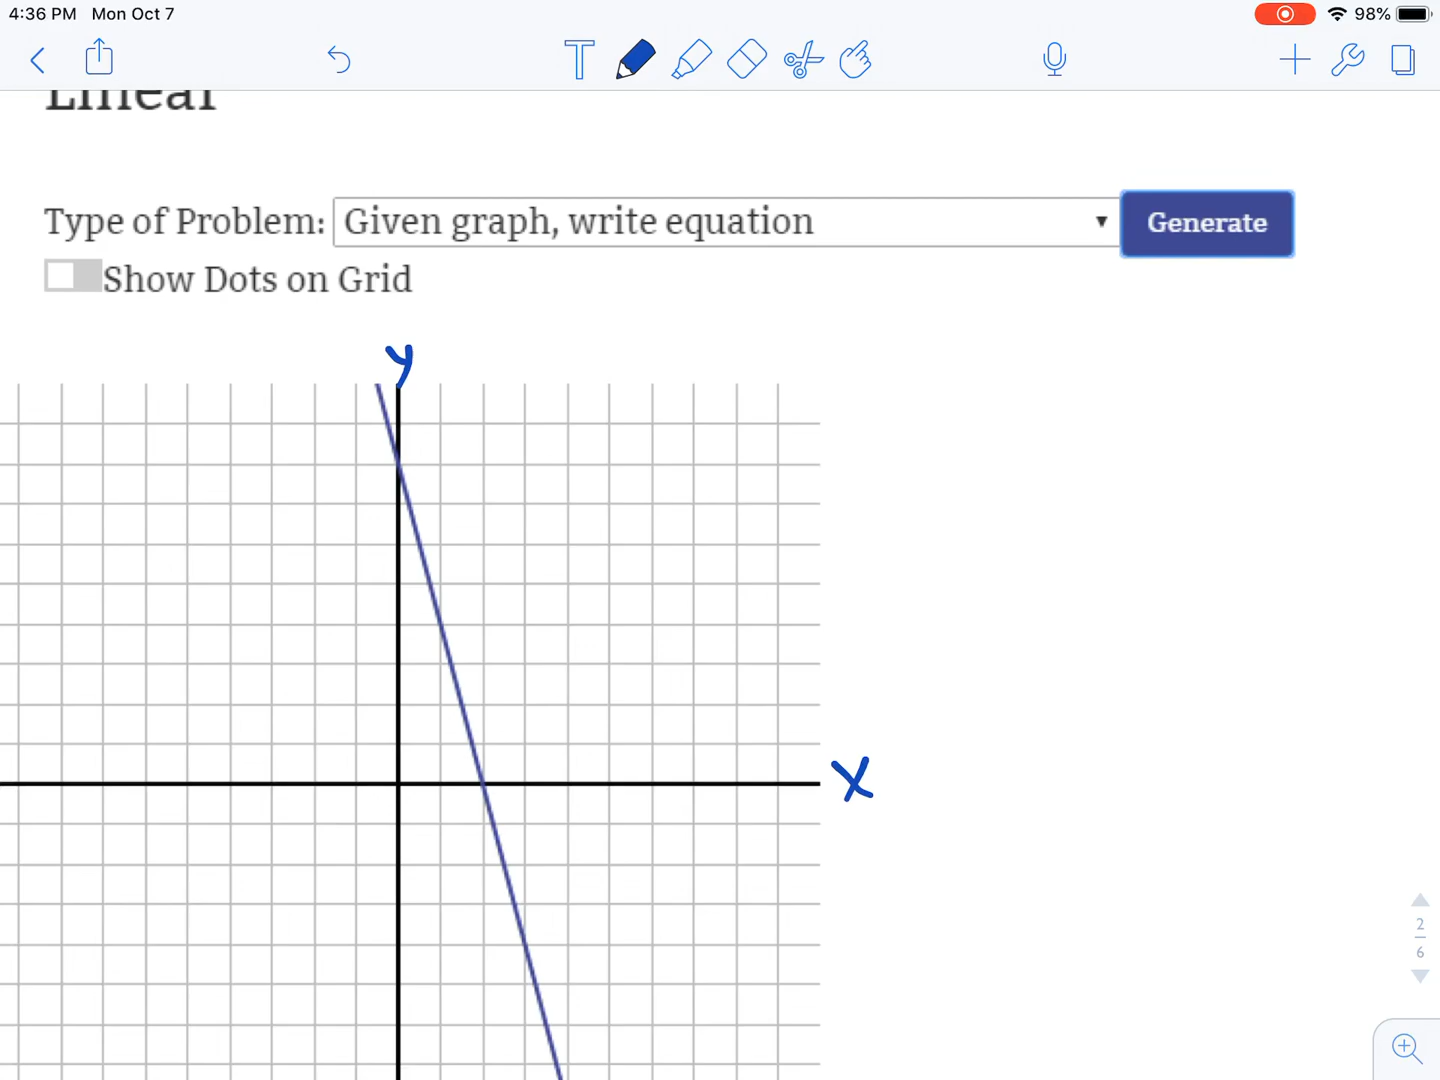 4:36 PM Mon Oct 7 98%
T
Linear
Type of Problem: Given graph, write equation Generate
Show Dots on Grid
y
x
2
6